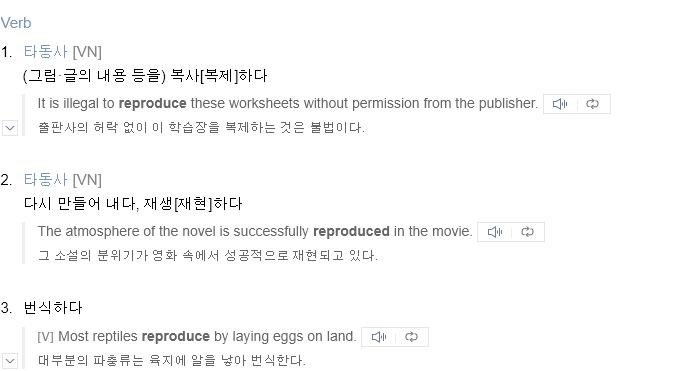 Verb
1. 타동사 [VN]
(그림·글의 내용 등을) 복사[복제]하다
It is illegal to reproduce these worksheets without permission from the publisher.
출판사의 허락 없이 이 학습장을 복제하는 것은 불법이다.
2. 타동사 [VN]
다시 만들어 내다, 재생[재현]하다
The atmosphere of the novel is successfully reproduced in the movie.
그 소설의 분위기가 영화 속에서 성공적으로 재현되고 있다.
3. 번식하다
[V] Most reptiles reproduce by laying eggs on land.
대부분의 파충류는 육지에 알을 낳아 번식한다.